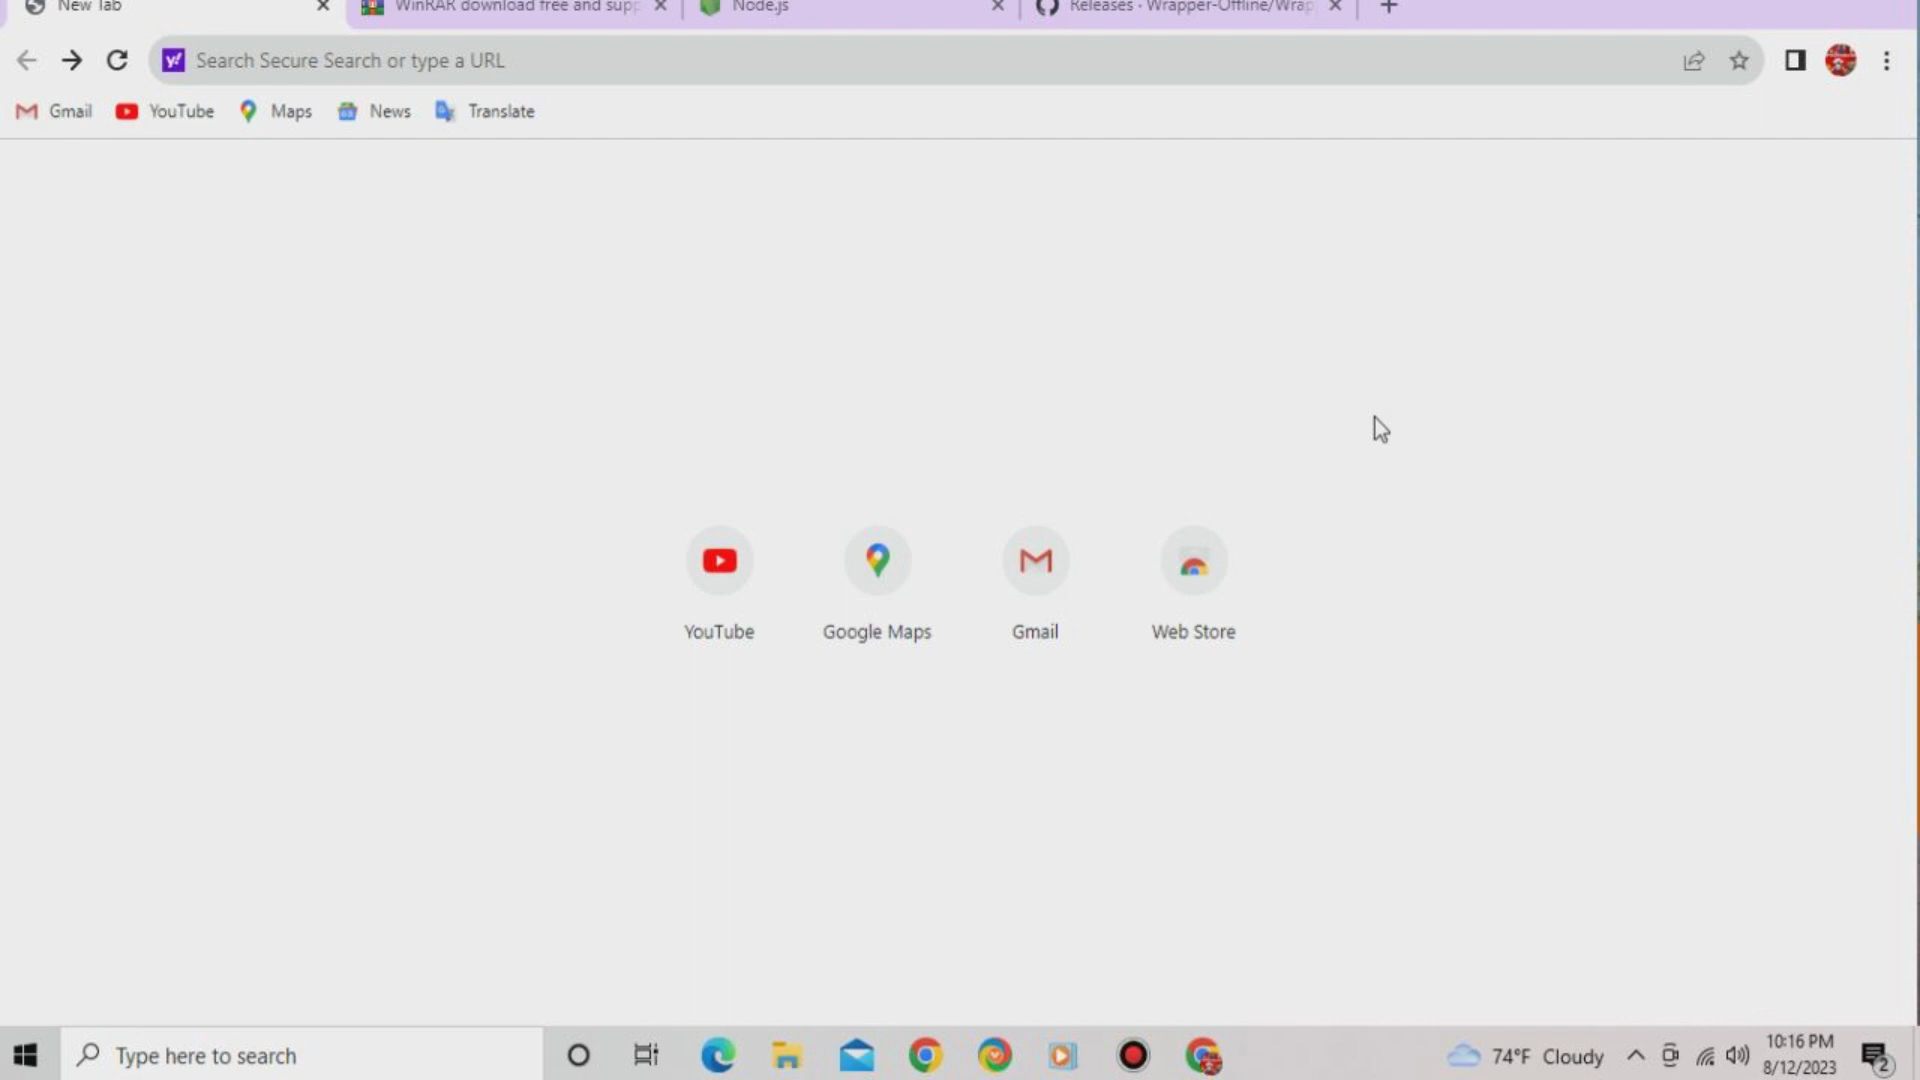 New Tab
WinRAR download free and supp
Node.js
Releases · Wrapper-Offline/Wrap
Search Secure Search or type a URL
Gmail
YouTube
Maps
News
Translate
YouTube
Google Maps
Gmail
Web Store
Type here to search
74°F Cloudy
10:16 PM
8/12/2023
2